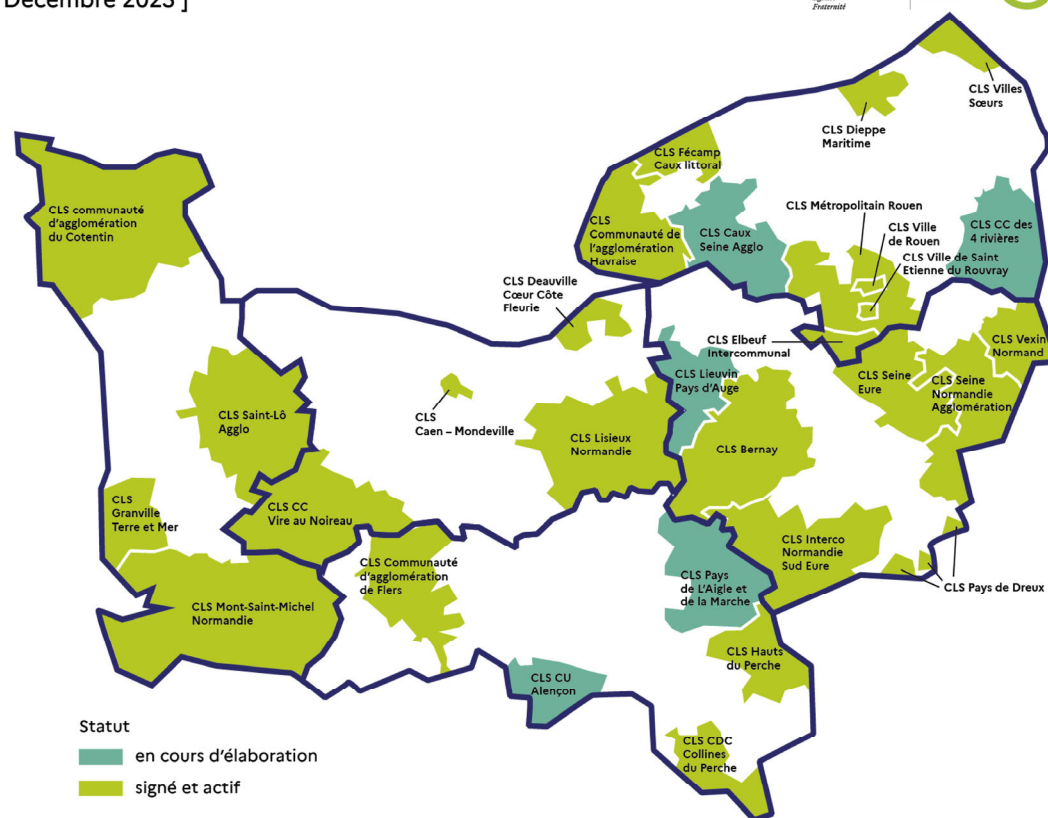 Décembre 2023 ]
Fraternité
CLS Villes
Sœurs
CLS Dieppe
Maritime
CLS Fécamp
Caux littoral
CLS communauté
d'agglomération
du Cotentin
CLS Métropolitain Rouen
CLS
Communauté de
l'agglomération
Havraise
CLS Caux
Seine Agglo
CLS Ville
de Rouen
CLS CC des
4 rivières
CLS Ville de Saint
Etienne du Rouvray
CLS Deauville
Cœur Côte
Fleurie
CLS Elbeuf
Intercommunal
CLS Vexin
Normand
CLS Lieuvin
Pays d'Auge
CLS Seine
Eure
CLS Seine
Normandie
Agglomération
CLS Saint-Lô
Agglo
CLS
Caen – Mondeville
CLS Lisieux
Normandie
CLS Bernay
CLS
Granville
Terre et Mer
CLS CC
Vire au Noireau
CLS Interco
Normandie
Sud Eure
CLS Communauté
d'agglomération
de Flers
CLS Pays
de L'Aigle et
de la Marche
CLS Pays de Dreux
CLS Mont-Saint-Michel
Normandie
CLS Hauts
du Perche
CLS CU
Alençon
CLS CDC
Collines
du Perche
Statut
en cours d'élaboration
signé et actif